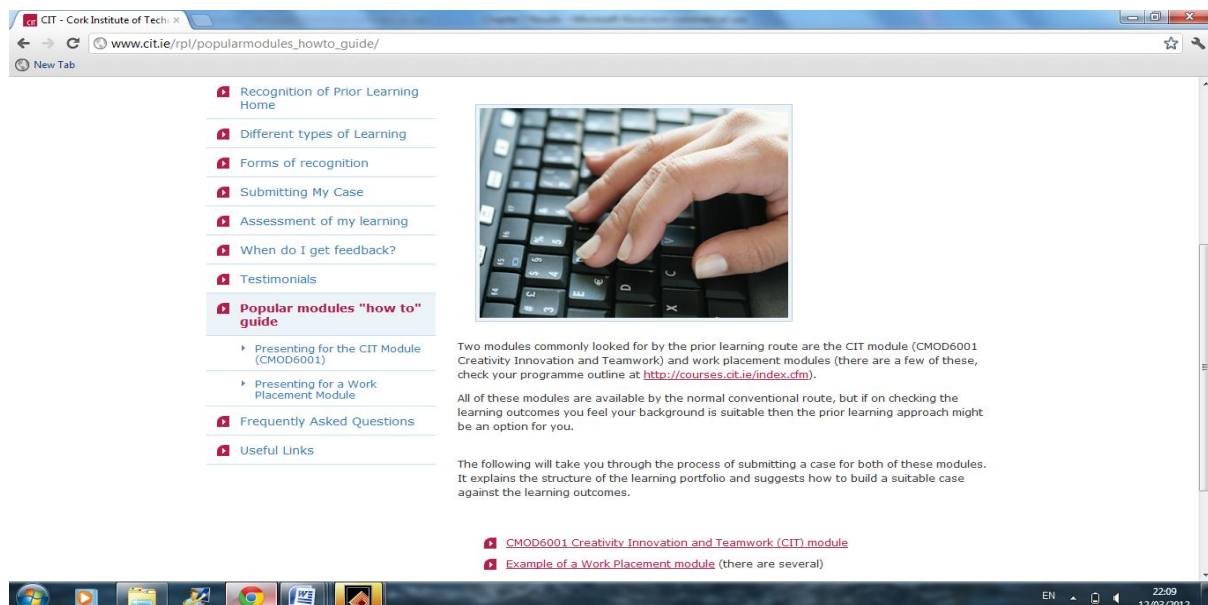 CIT - Cork Institute of Tech
www.cit.ie/rpl/popularmodules_howto_guide/
New Tab
Recognition of Prior Learning
Home
Different types of Learning
Forms of recognition
Submitting My Case
Assessment of my learning
When do I get feedback?
Testimonials
Popular modules "how to"
guide
Presenting for the CIT Module
(CMOD6001)
Presenting for a Work
Placement Module
Frequently Asked Questions
Useful Links
Two modules commonly looked for by the prior learning route are the CIT module (CMOD6001
Creativity Innovation and Teamwork) and work placement modules (there are a few of these,
check your programme outline at http://courses.cit.ie/index.cfm).
All of these modules are available by the normal conventional route, but if on checking the
learning outcomes you feel your background is suitable then the prior learning approach might
be an option for you.
The following will take you through the process of submitting a case for both of these modules.
It explains the structure of the learning portfolio and suggests how to build a suitable case
against the learning outcomes.
CMOD6001 Creativity Innovation and Teamwork (CIT) module
Example of a Work Placement module (there are several)
EN
22:09
12/03/2012